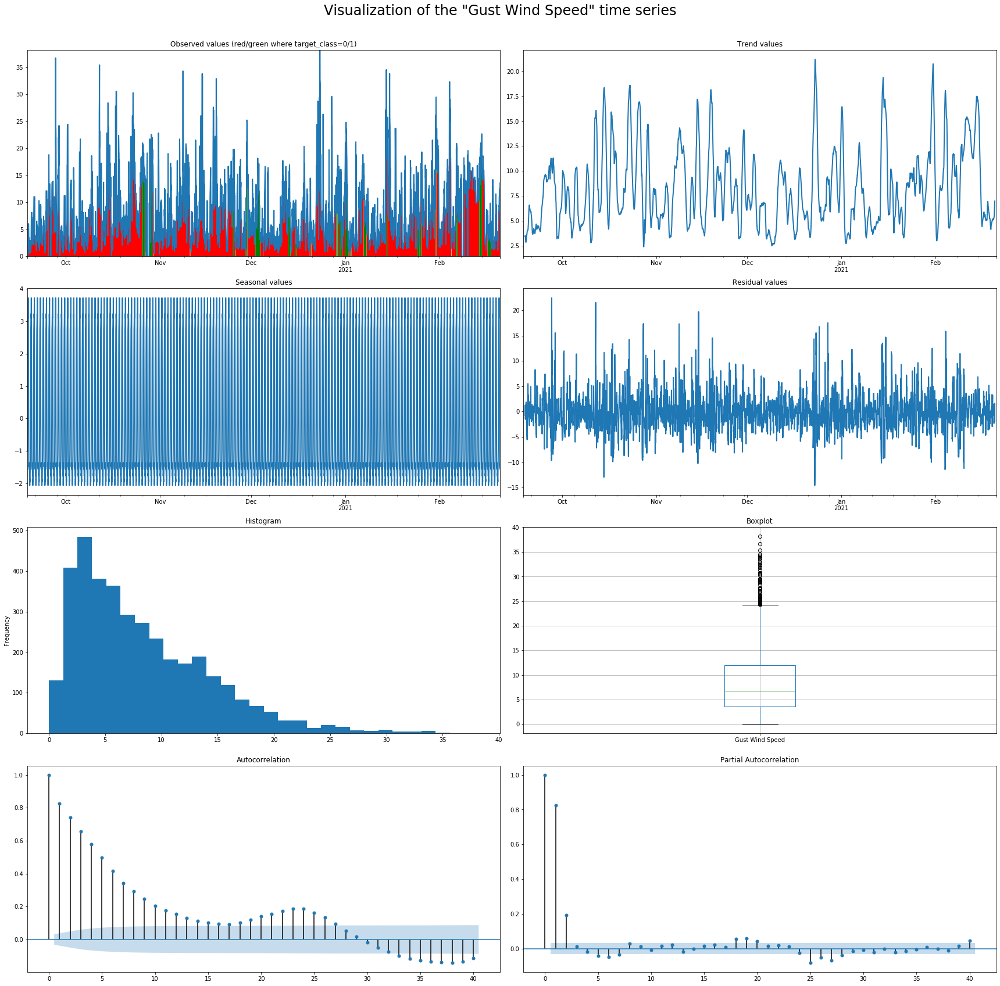 Visualization of the "Gust Wind Speed" time series
Observed values (red/green where target_class=0/1)
35
30
25
20
15
10
5
0
Oct
Nov
Dec
Jan
2021
Feb
Trend values
20.0
17.5
15.0
12.5
10.0
7.5
5.0
2.5
Oct
Nov
Dec
Jan
2021
Feb
Seasonal values
4
3
2
1
0
−1
−2
Oct
Nov
Dec
Jan
2021
Feb
Residual values
20
15
10
5
0
−5
−10
−15
Oct
Nov
Dec
Jan
2021
Feb
Histogram
Frequency
500
400
300
200
100
0
0 5 10 15 20 25 30 35 40
Boxplot
40
35
30
25
20
15
10
5
0
Gust Wind Speed
Autocorrelation
1.0
0.8
0.6
0.4
0.2
0.0
0 5 10 15 20 25 30 35 40
Partial Autocorrelation
1.0
0.8
0.6
0.4
0.2
0.0
0 5 10 15 20 25 30 35 40